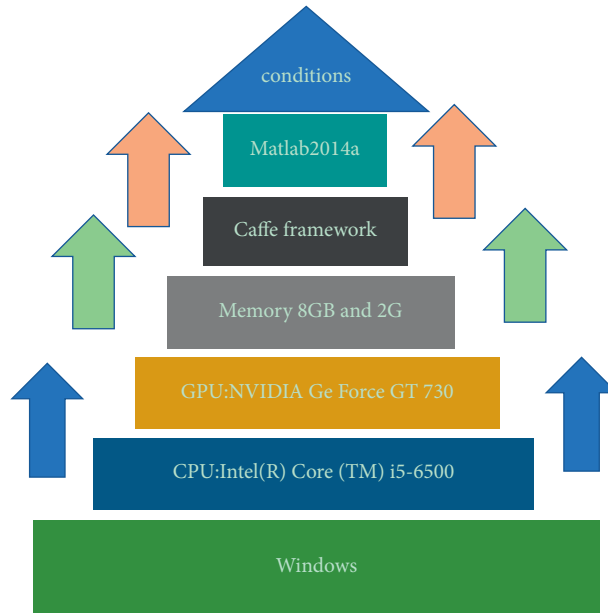 conditions
Matlab2014a
Caffe framework
Memory 8GB and 2G
GPU:NVIDIA Ge Force GT 730
CPU:Intel(R) Core (TM) i5-6500
Windows